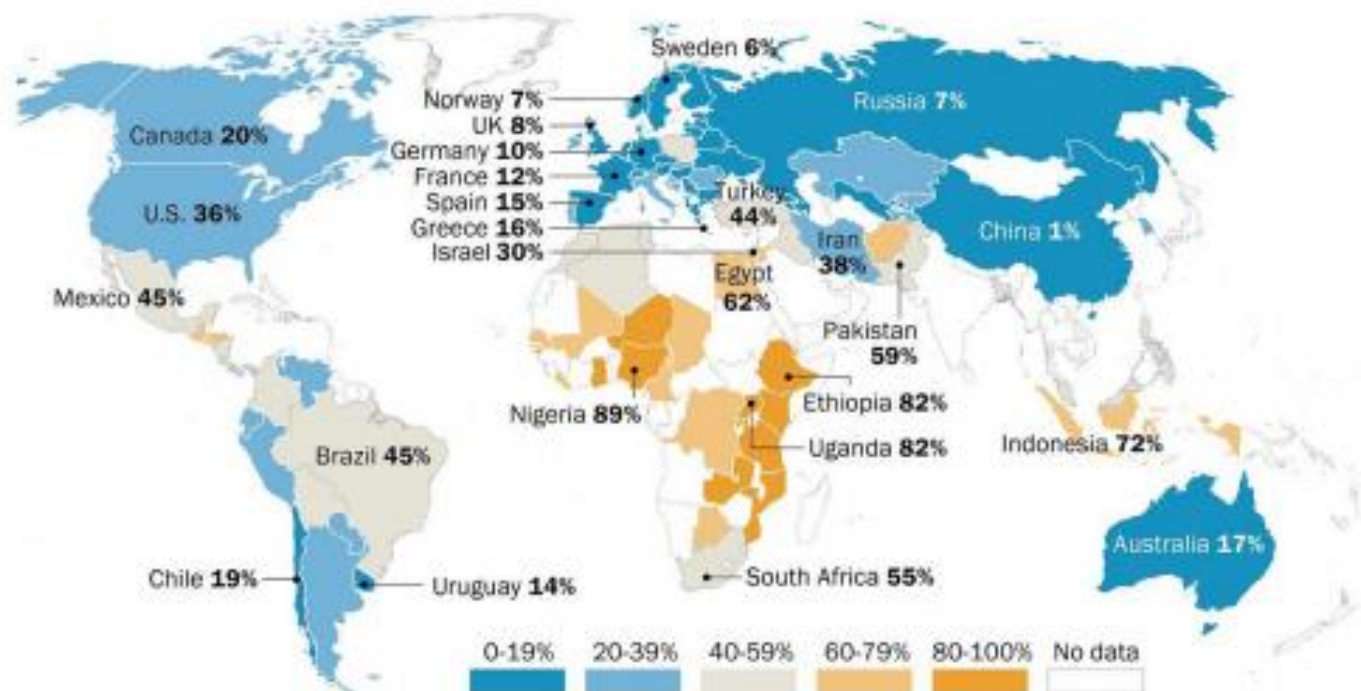 Sweden 6%
Norway 7%
Russia 7%
UK 8%
Canada 20%
Germany 10%
France 12%
Turkey
44%
Spain 15%
U.S. 36%
Greece 16%
China 1%
Iran
38%
Israel 30%
Egypt
62%
Mexico 45%
Pakistan
59%
Nigeria 89%
Ethiopia 82%
Uganda 82%
Indonesia 72%
Brazil 45%
Australia 17%
Chile 19%
Uruguay 14%
South Africa 55%
0-19% 20-39% 40-59% 60-79% 80-100% No data